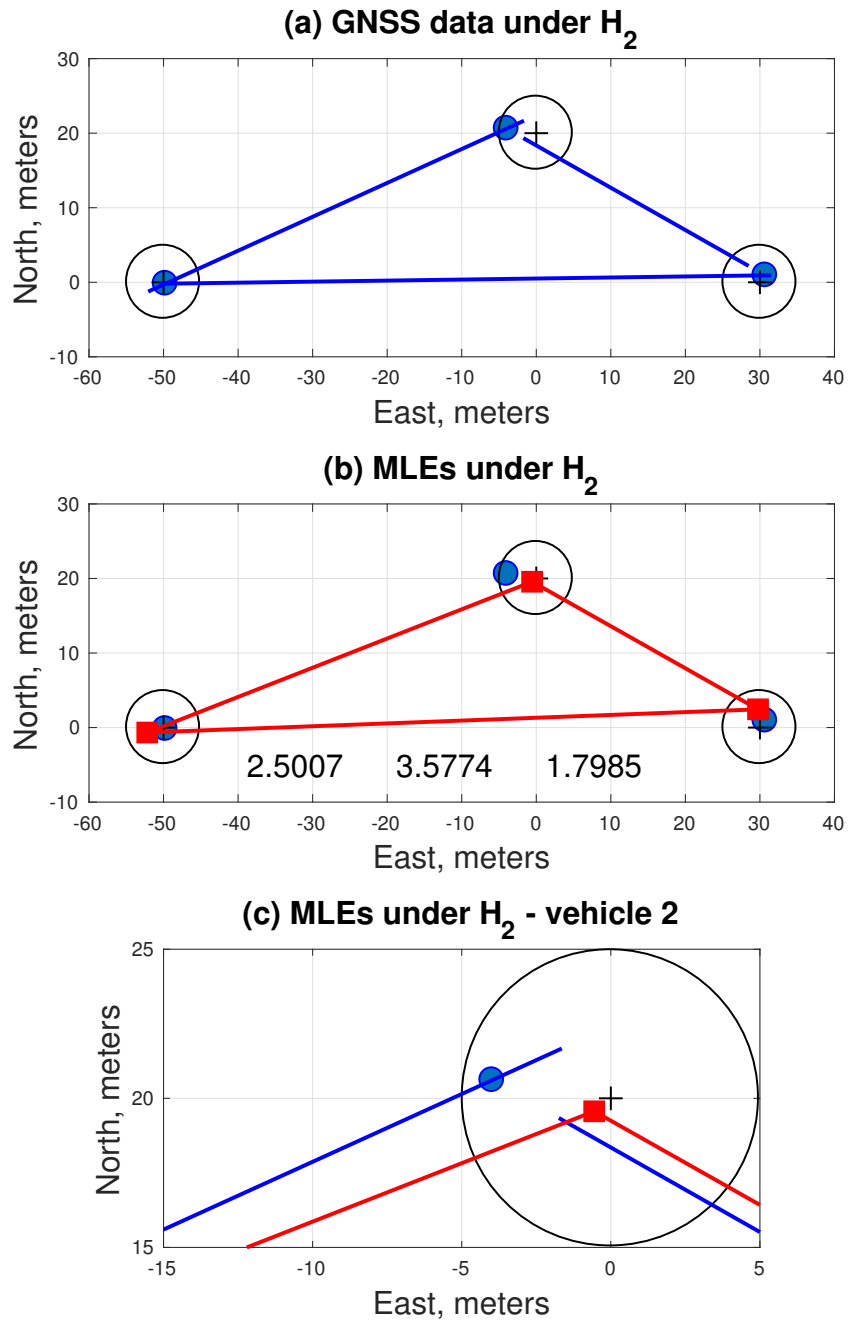 (a) GNSS data under H2
30
20
10
0
-10
-60 -50 -40 -30 -20 -10 0 10 20 30 40
North, meters
East, meters
(b) MLEs under H2
30
20
10
0
-10
2.5007 3.5774 1.7985
-60 -50 -40 -30 -20 -10 0 10 20 30 40
North, meters
East, meters
(c) MLEs under H2 - vehicle 2
25
20
15
-15 -10 -5 0 5
North, meters
East, meters